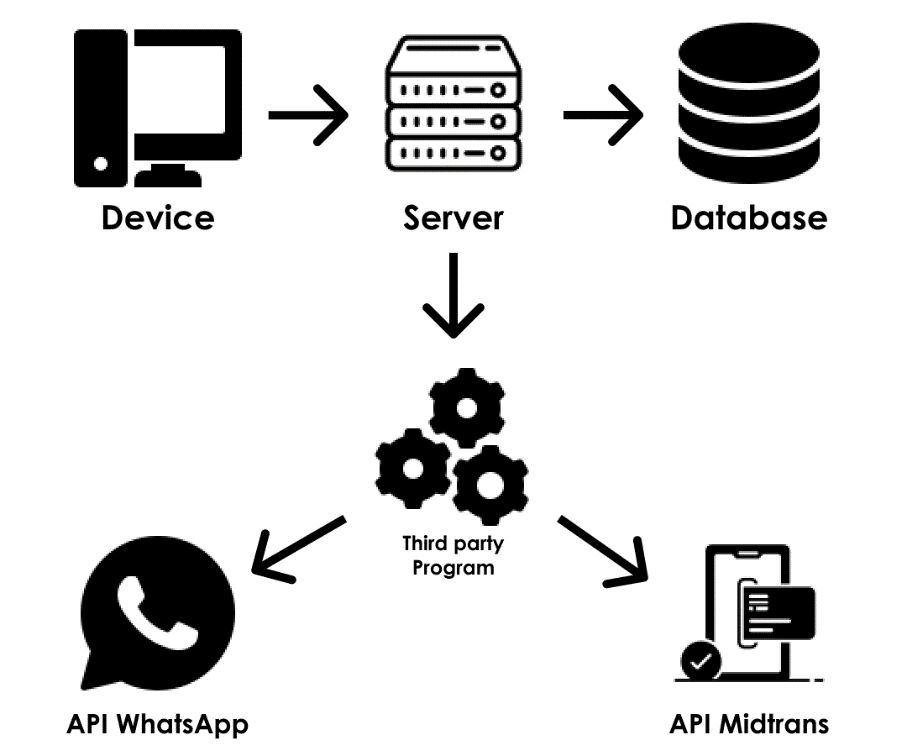 Device
Server
Database
Third party
Program
API WhatsApp
API Midtrans